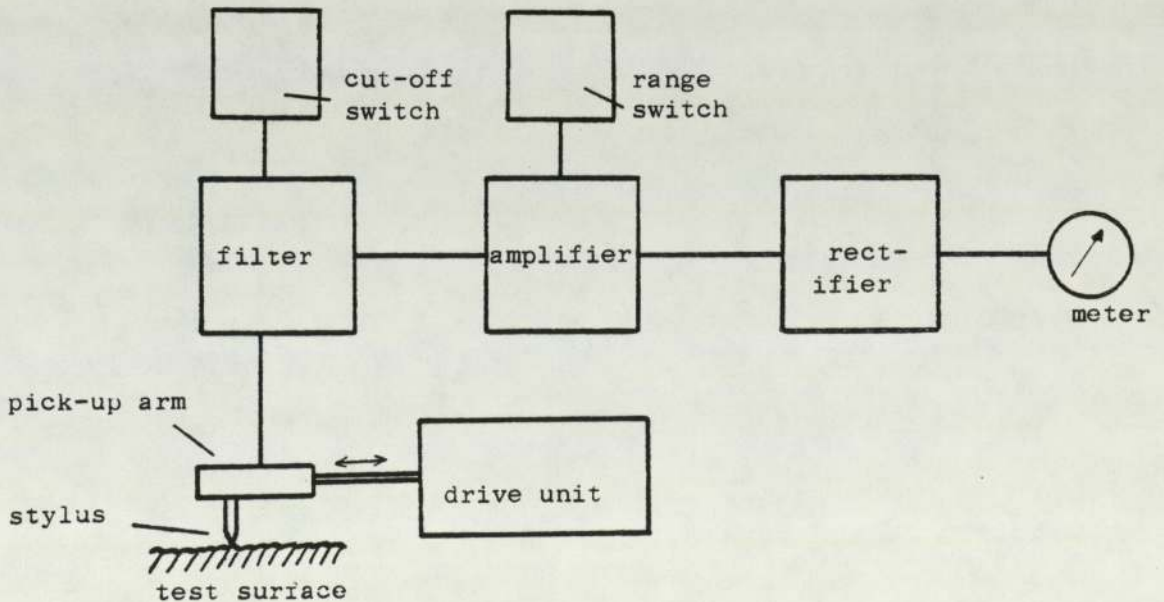 cut-off
switch
range
switch
filter
amplifier
rect-
ifier
meter
pick-up arm
drive unit
stylus
test surface